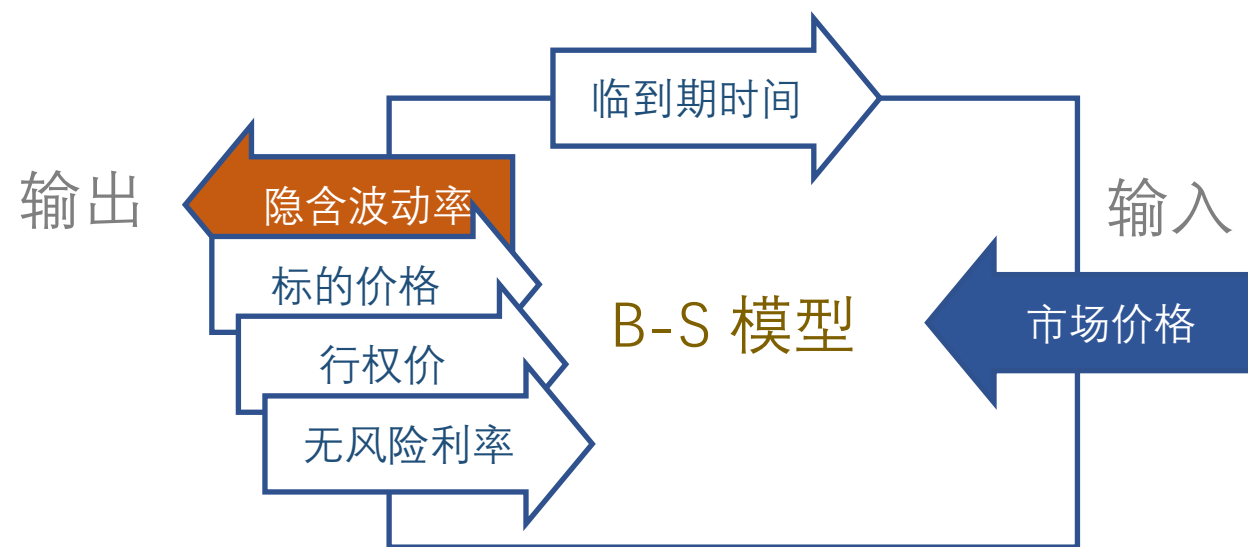 临到期时间
输出
隐含波动率
输入
标的价格
B-S 模型
市场价格
行权价
无风险利率